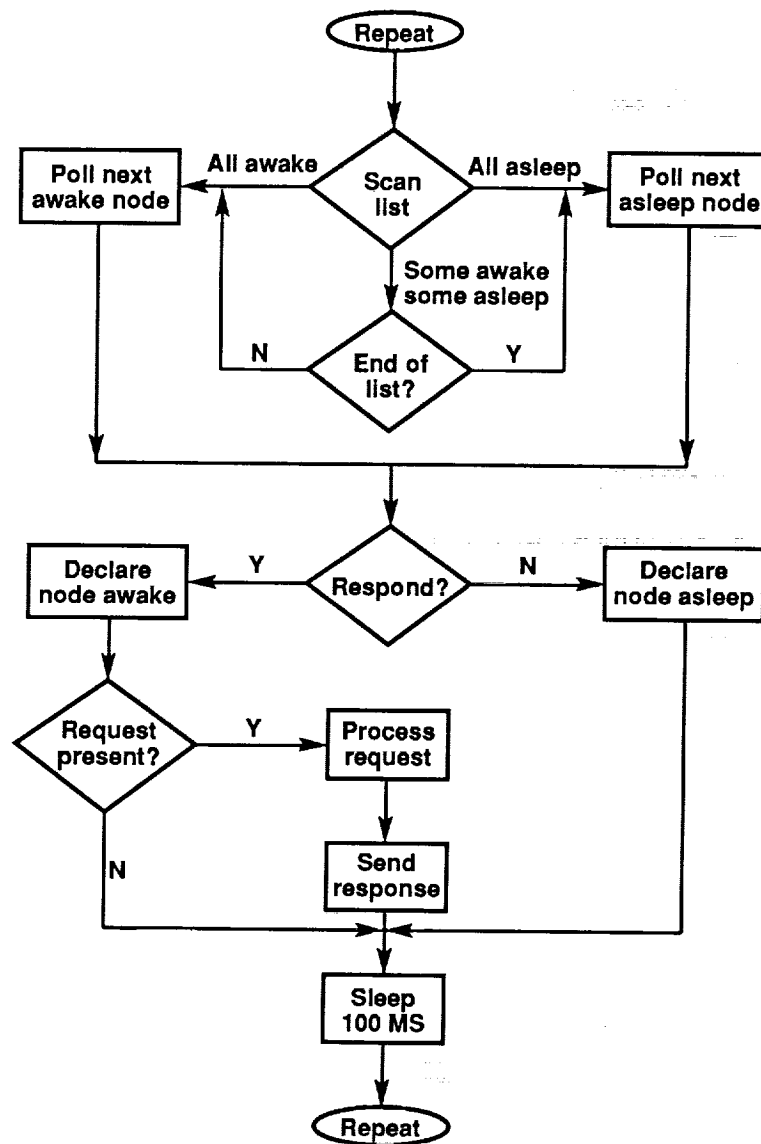 Repeat
All awake
All asleep
Poll next
awake node
Scan
list
Poll next
asleep node
Some awake
some asleep
N
End of
list?
Y
Declare
node awake
Y
Respond?
N
Declare
node asleep
Request
present?
Y
Process
request
N
Send
response
Sleep
100 MS
Repeat